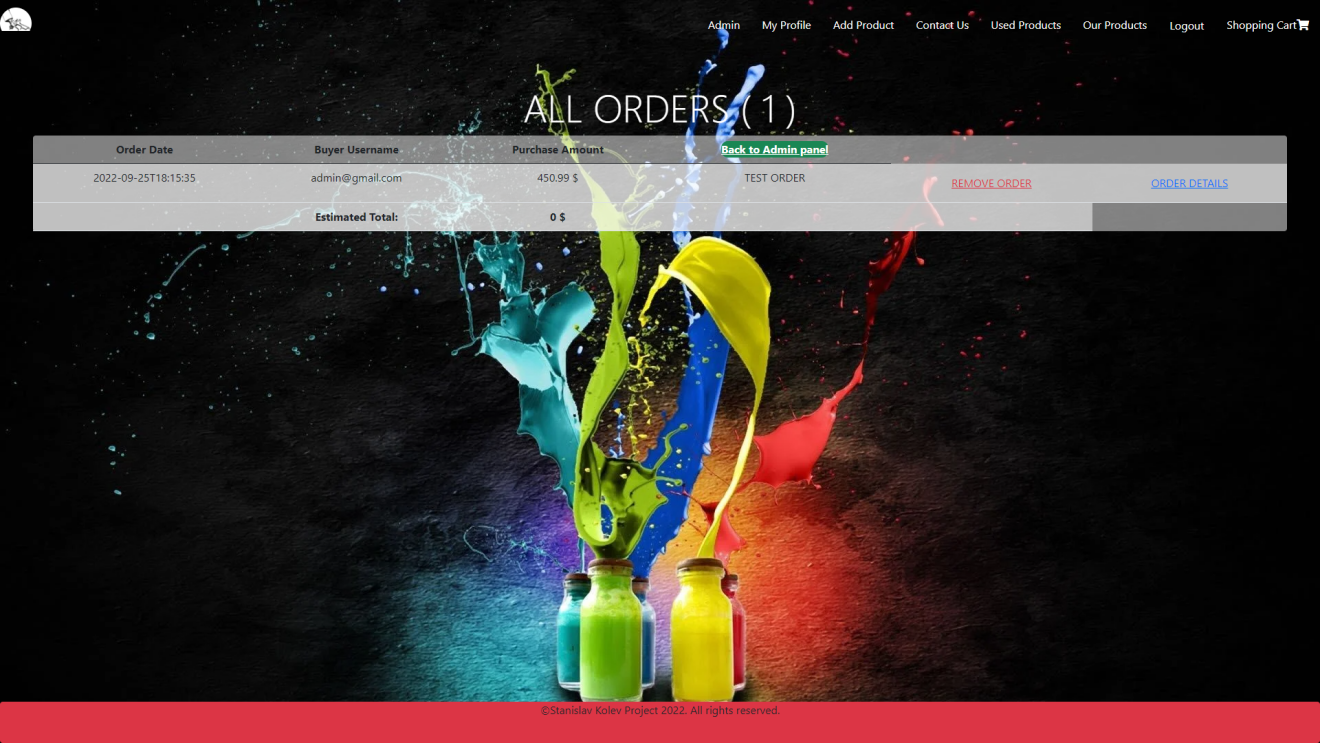 Admin My Profile Add Product Contact Us Used Products Our Products Logout Shopping Cart
ALL ORDERS ( 1 )
Order Date Buyer Username Purchase Amount Back to Admin panel
2022-09-25T18:15:35 admin@gmail.com 450.99 $ TEST ORDER REMOVE ORDER ORDER DETAILS
Estimated Total: 0 $
©Stanislav Kolev Project 2022. All rights reserved.